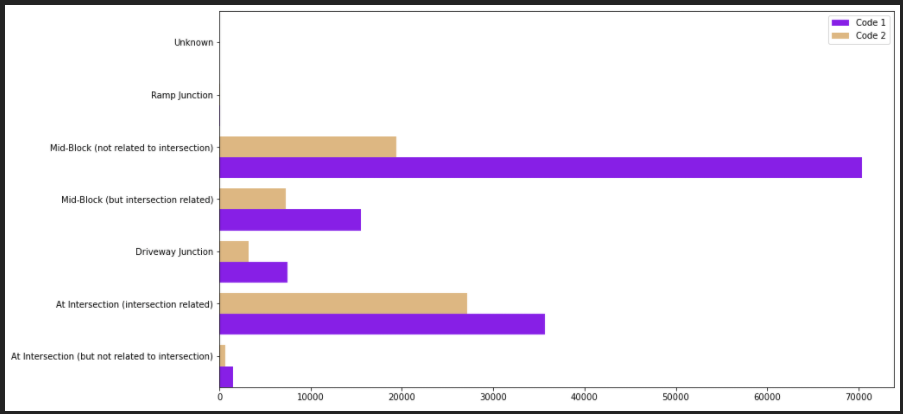 Code 1
Code 2
Unknown
Ramp Junction
Mid-Block (not related to intersection)
Mid-Block (but intersection related)
Driveway Junction
At Intersection (intersection related)
At Intersection (but not related to intersection)
0 10000 20000 30000 40000 50000 60000 70000